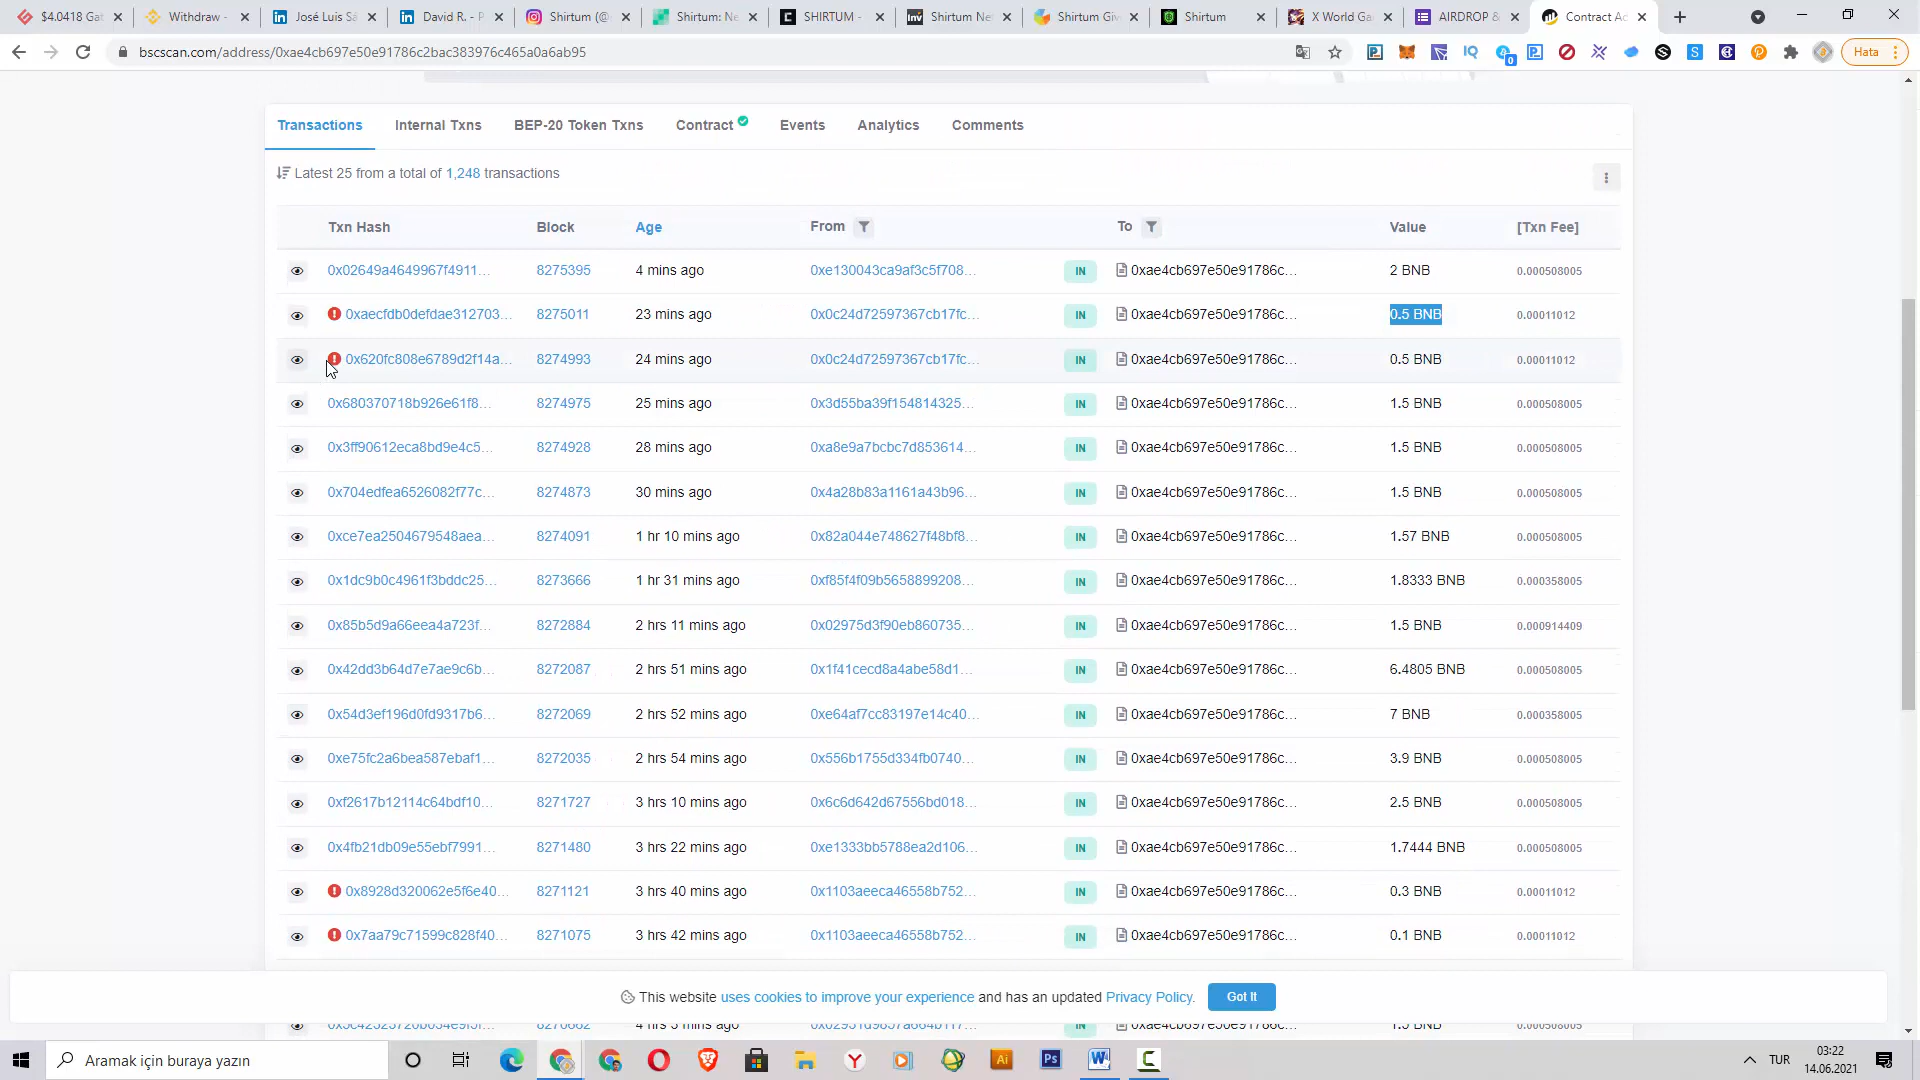 $4.0418 Gat
Withdraw -
José Luis Sá
David R. - P
Shirtum (@
Shirtum: Ne
SHIRTUM -
Shirtum Ne
Shirtum Giv
Shirtum
X World Ga
AIRDROP &
Contract Ad
bscscan.com/address/0xae4cb697e50e91786c2bac383976c465a0a6ab95
Hata
Transactions Internal Txns BEP-20 Token Txns Contract Events Analytics Comments
Latest 25 from a total of 1,248 transactions
Txn Hash Block Age From To Value [Txn Fee]
0x02649a4649967f4911... 8275395 4 mins ago 0xe130043ca9af3c5f708... IN 0xae4cb697e50e91786c... 2 BNB 0.000508005
0xaecfdb0defdae312703... 8275011 23 mins ago 0x0c24d72597367cb17fc... IN 0xae4cb697e50e91786c... 0.5 BNB 0.00011012
0x620fc808e6789d2f14a... 8274993 24 mins ago 0x0c24d72597367cb17fc... IN 0xae4cb697e50e91786c... 0.5 BNB 0.00011012
0x680370718b926e61f8... 8274975 25 mins ago 0x3d55ba39f154814325... IN 0xae4cb697e50e91786c... 1.5 BNB 0.000508005
0x3ff90612eca8bd9e4c5... 8274928 28 mins ago 0xa8e9a7bcbc7d853614... IN 0xae4cb697e50e91786c... 1.5 BNB 0.000508005
0x704edfea6526082f77c... 8274873 30 mins ago 0x4a28b83a1161a43b96... IN 0xae4cb697e50e91786c... 1.5 BNB 0.000508005
0xce7ea2504679548aea... 8274091 1 hr 10 mins ago 0x82a044e748627f48bf8... IN 0xae4cb697e50e91786c... 1.57 BNB 0.000508005
0x1dc9b0c4961f3bddc25... 8273666 1 hr 31 mins ago 0xf85f4f09b5658899208... IN 0xae4cb697e50e91786c... 1.8333 BNB 0.000358005
0x85b5d9a66eea4a723f... 8272884 2 hrs 11 mins ago 0x02975d3f90eb860735... IN 0xae4cb697e50e91786c... 1.5 BNB 0.000914409
0x42dd3b64d7e7ae9c6b... 8272087 2 hrs 51 mins ago 0x1f41cecd8a4abe58d1... IN 0xae4cb697e50e91786c... 6.4805 BNB 0.000508005
0x54d3ef196d0fd9317b6... 8272069 2 hrs 52 mins ago 0xe64af7cc83197e14c40... IN 0xae4cb697e50e91786c... 7 BNB 0.000358005
0xe75fc2a6bea587ebaf1... 8272035 2 hrs 54 mins ago 0x556b1755d334fb0740... IN 0xae4cb697e50e91786c... 3.9 BNB 0.000508005
0xf2617b12114c64bdf10... 8271727 3 hrs 10 mins ago 0x6c6d642d67556bd018... IN 0xae4cb697e50e91786c... 2.5 BNB 0.000508005
0x4fb21db09e55ebf7991... 8271480 3 hrs 22 mins ago 0xe1333bb5788ea2d106... IN 0xae4cb697e50e91786c... 1.7444 BNB 0.000508005
0x8928d320062e5f6e40... 8271121 3 hrs 40 mins ago 0x1103aeeca46558b752... IN 0xae4cb697e50e91786c... 0.3 BNB 0.00011012
0x7aa79c71599c828f40... 8271075 3 hrs 42 mins ago 0x1103aeeca46558b752... IN 0xae4cb697e50e91786c... 0.1 BNB 0.00011012
This website uses cookies to improve your experience and has an updated Privacy Policy. Got It
Aramak için buraya yazın
TUR
03:22
14.06.2021